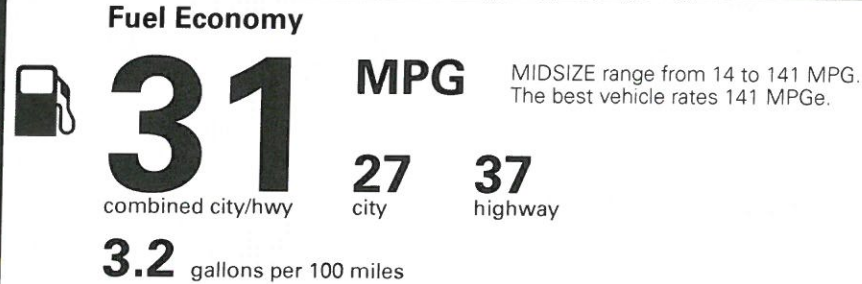 Fuel Economy
31 MPG
MIDSIZE range from 14 to 141 MPG.
The best vehicle rates 141 MPGe.
combined city/hwy
27 city
37 highway
3.2 gallons per 100 miles